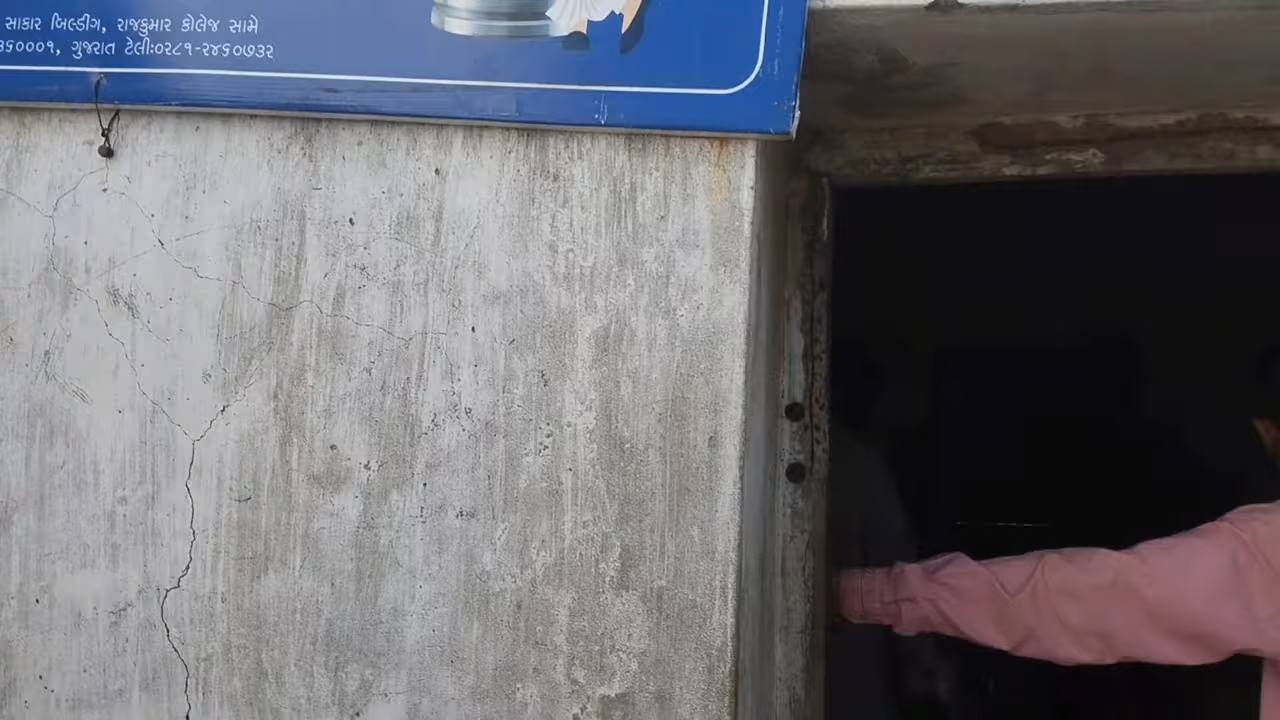 સાકાર બિલ્ડીંગ, રાજકુમાર કોલેજ સામે
૩૬૦૦૦૧, ગુજરાત ટેલી:૦૨૮૧-૨૪૬૦૭૩૨